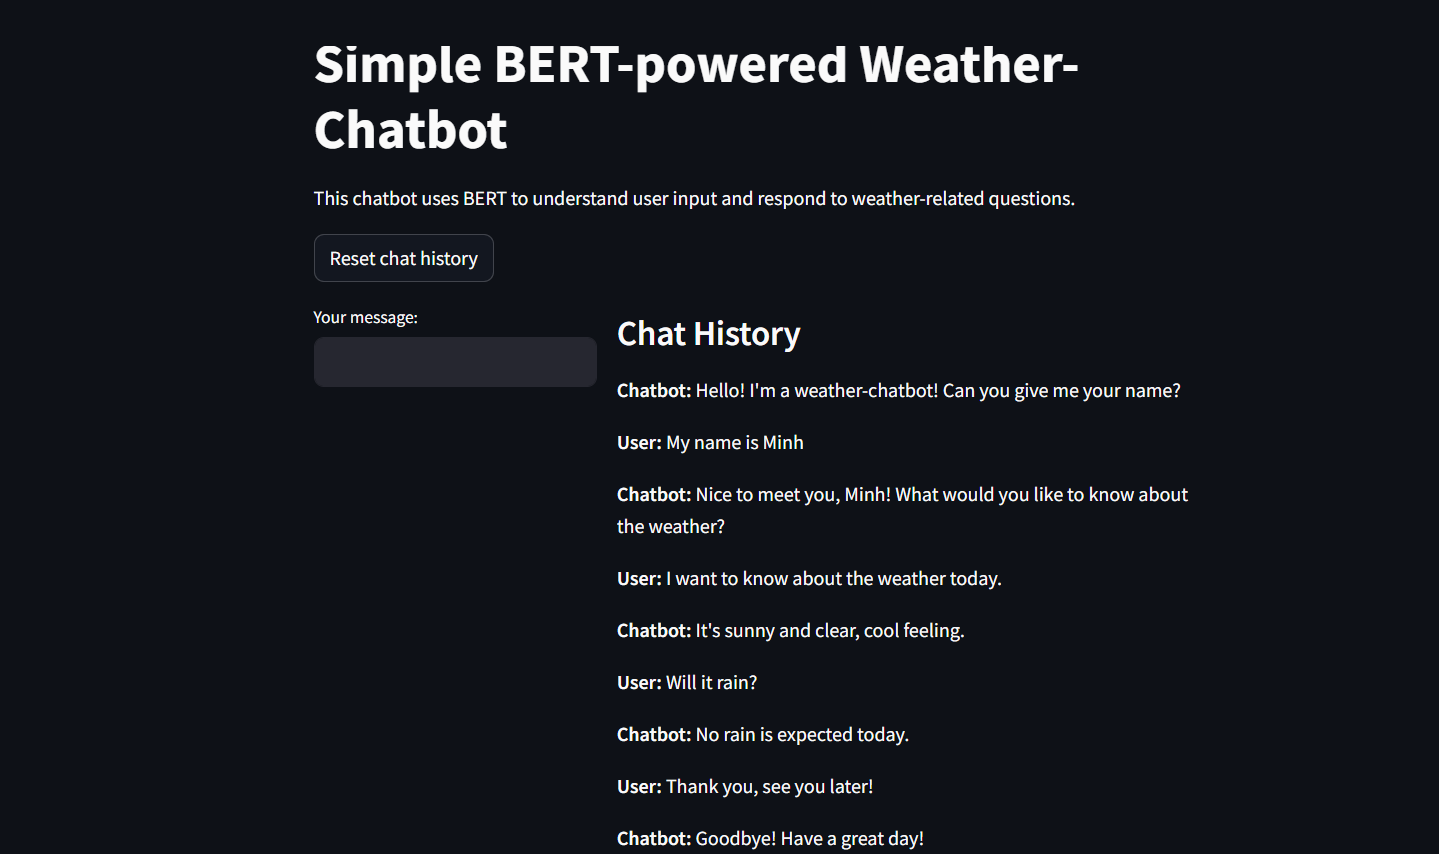 Simple BERT-powered Weather-
Chatbot
This chatbot uses BERT to understand user input and respond to weather-related questions.
Reset chat history
Your message:
Chat History
Chatbot: Hello! I'm a weather-chatbot! Can you give me your name?
User: My name is Minh
Chatbot: Nice to meet you, Minh! What would you like to know about
the weather?
User: I want to know about the weather today.
Chatbot: It's sunny and clear, cool feeling.
User: Will it rain?
Chatbot: No rain is expected today.
User: Thank you, see you later!
Chatbot: Goodbye! Have a great day!